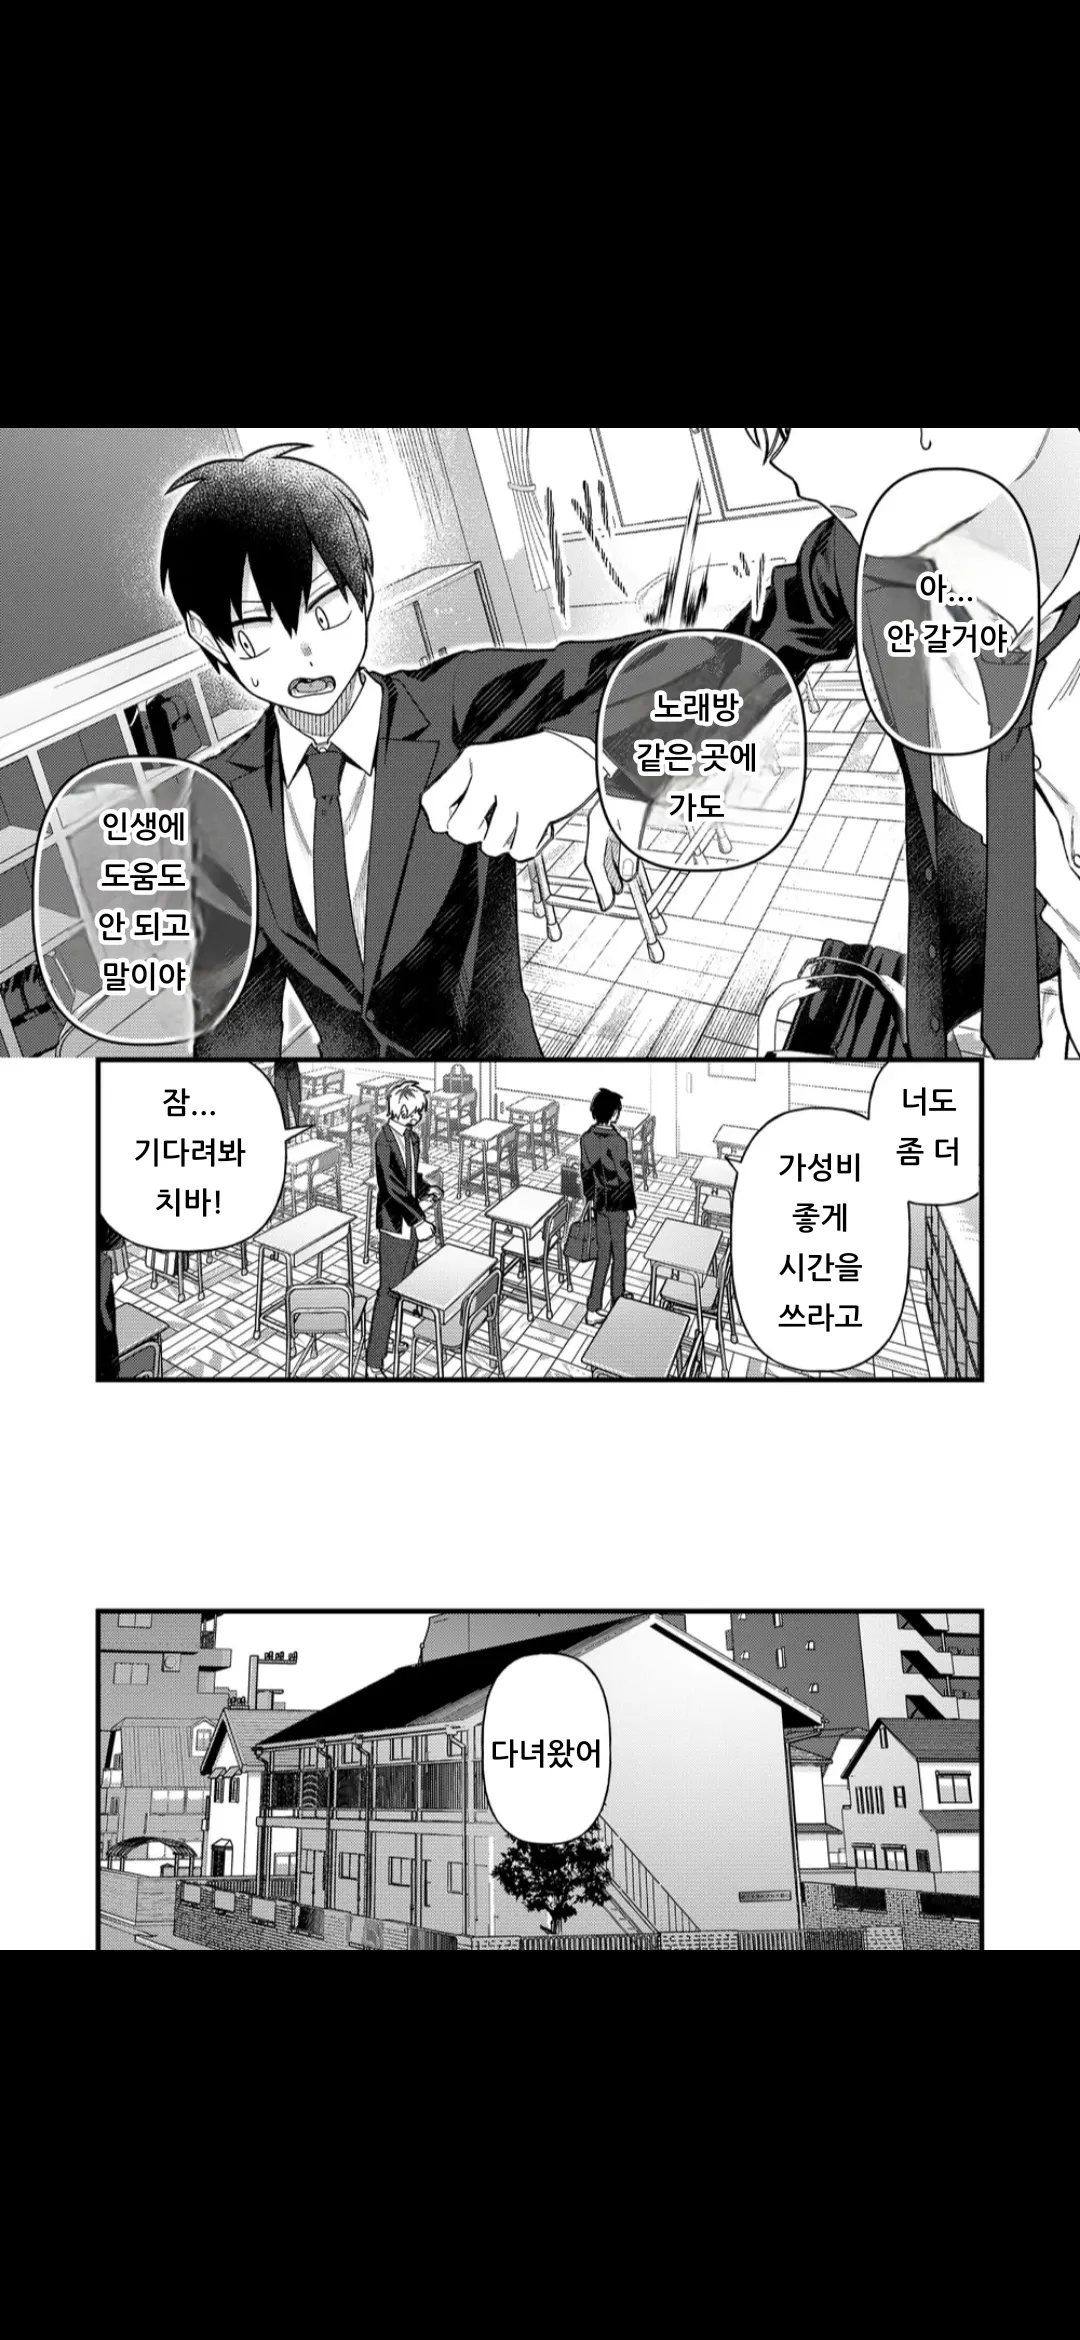 아...
안 갈거야
노래방
같은 곳에
가도
인생에
도움도
안 되고
말이야
너도
좀 더
가성비
좋게
시간을
쓰라고
잠...
기다려봐
치바!
다녀왔어